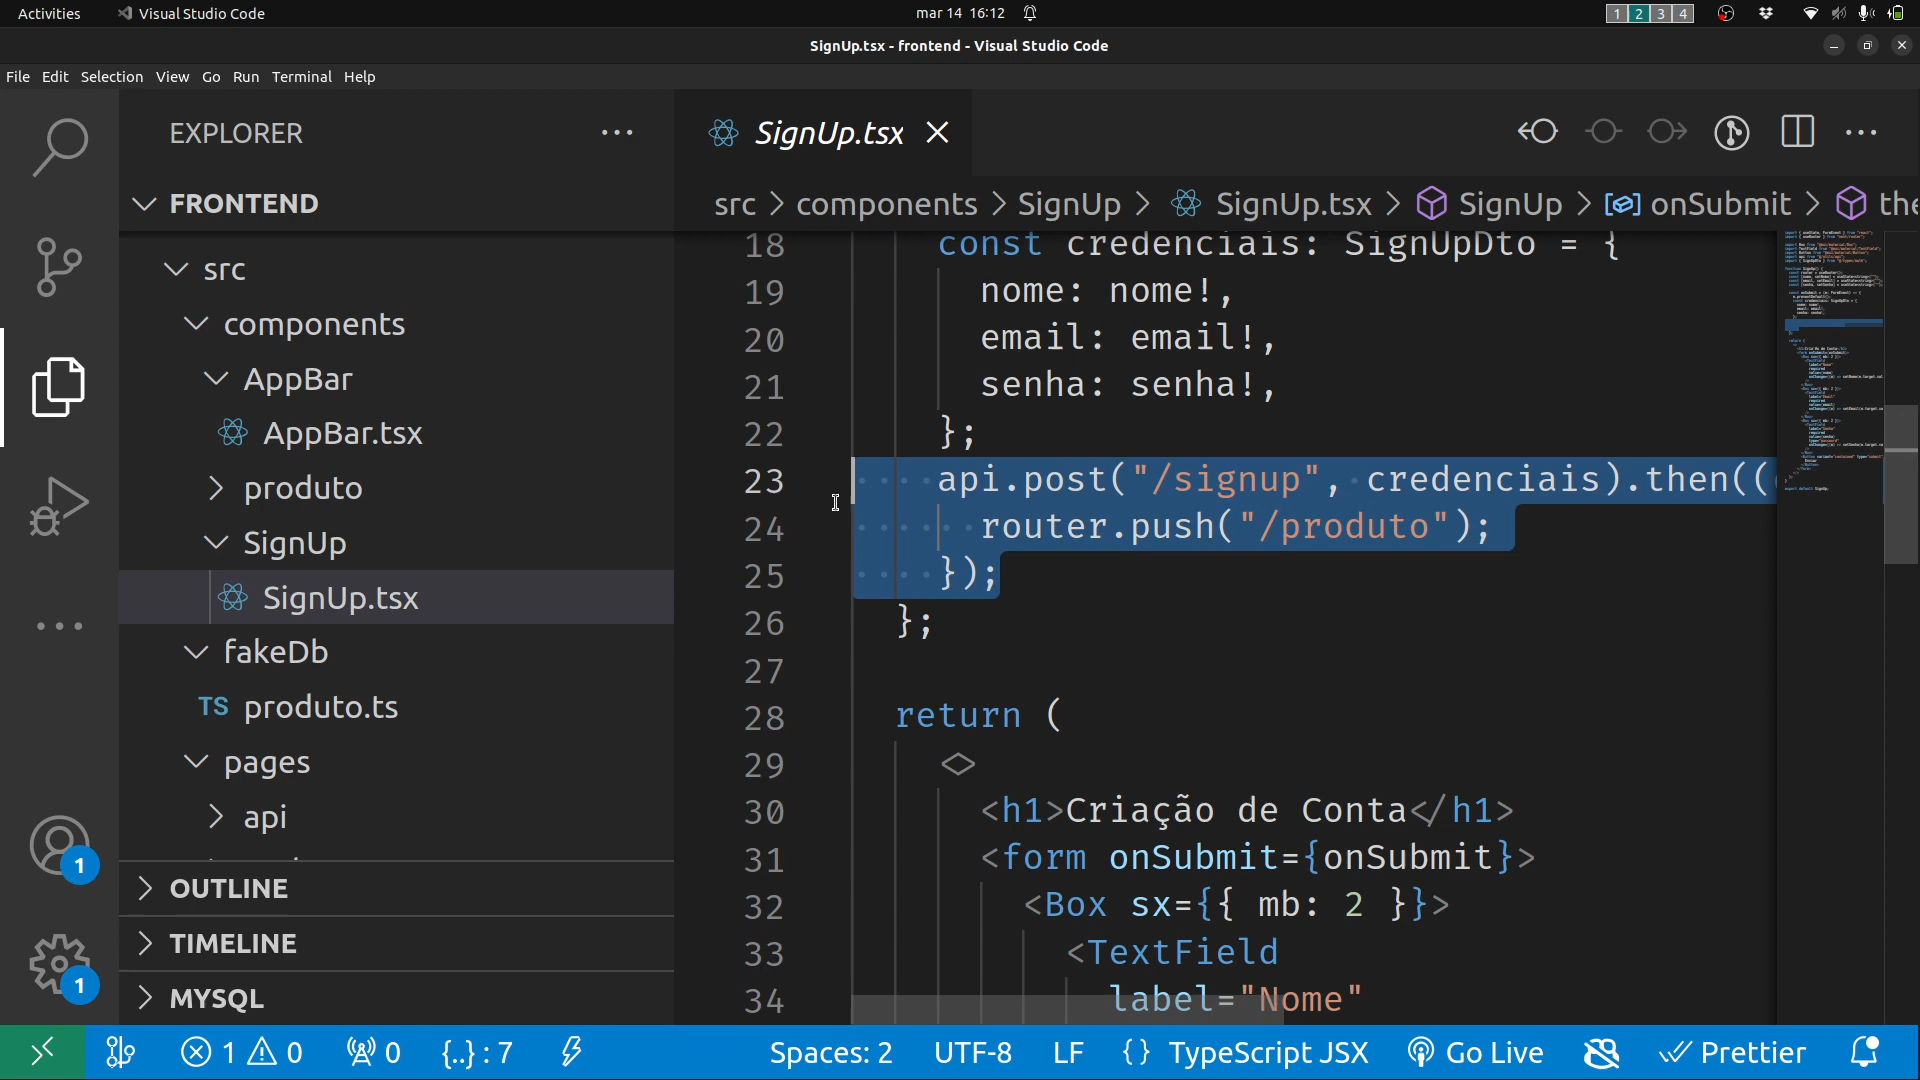 Activities
Visual Studio Code
mar 14 16:12
1 2 3 4
SignUp.tsx - frontend - Visual Studio Code
File Edit Selection View Go Run Terminal Help
EXPLORER
SignUp.tsx
FRONTEND
src > components > SignUp > SignUp.tsx > SignUp > onSubmit > the
src
components
AppBar
AppBar.tsx
produto
SignUp
SignUp.tsx
fakeDb
TS produto.ts
pages
api
OUTLINE
TIMELINE
MYSQL
1
1
18 const credenciais: SignUpDto = {
19 nome: nome!,
20 email: email!,
21 senha: senha!,
22 };
23 api.post("/signup", credenciais).then((
24 router.push("/produto");
25 });
26 };
27
28 return (
29 <>
30 <h1>Criação de Conta</h1>
31 <form onSubmit={onSubmit}>
32 <Box sx={{ mb: 2 }}>
33 <TextField
34 label="Nome"
1 0 0 {..} : 7 Spaces: 2 UTF-8 LF {} TypeScript JSX Go Live Prettier